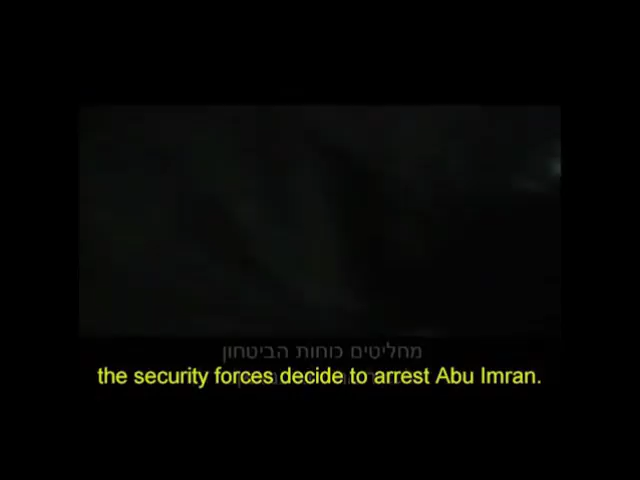 מחליטים כוחות הביטחון
the security forces decide to arrest Abu Imran.